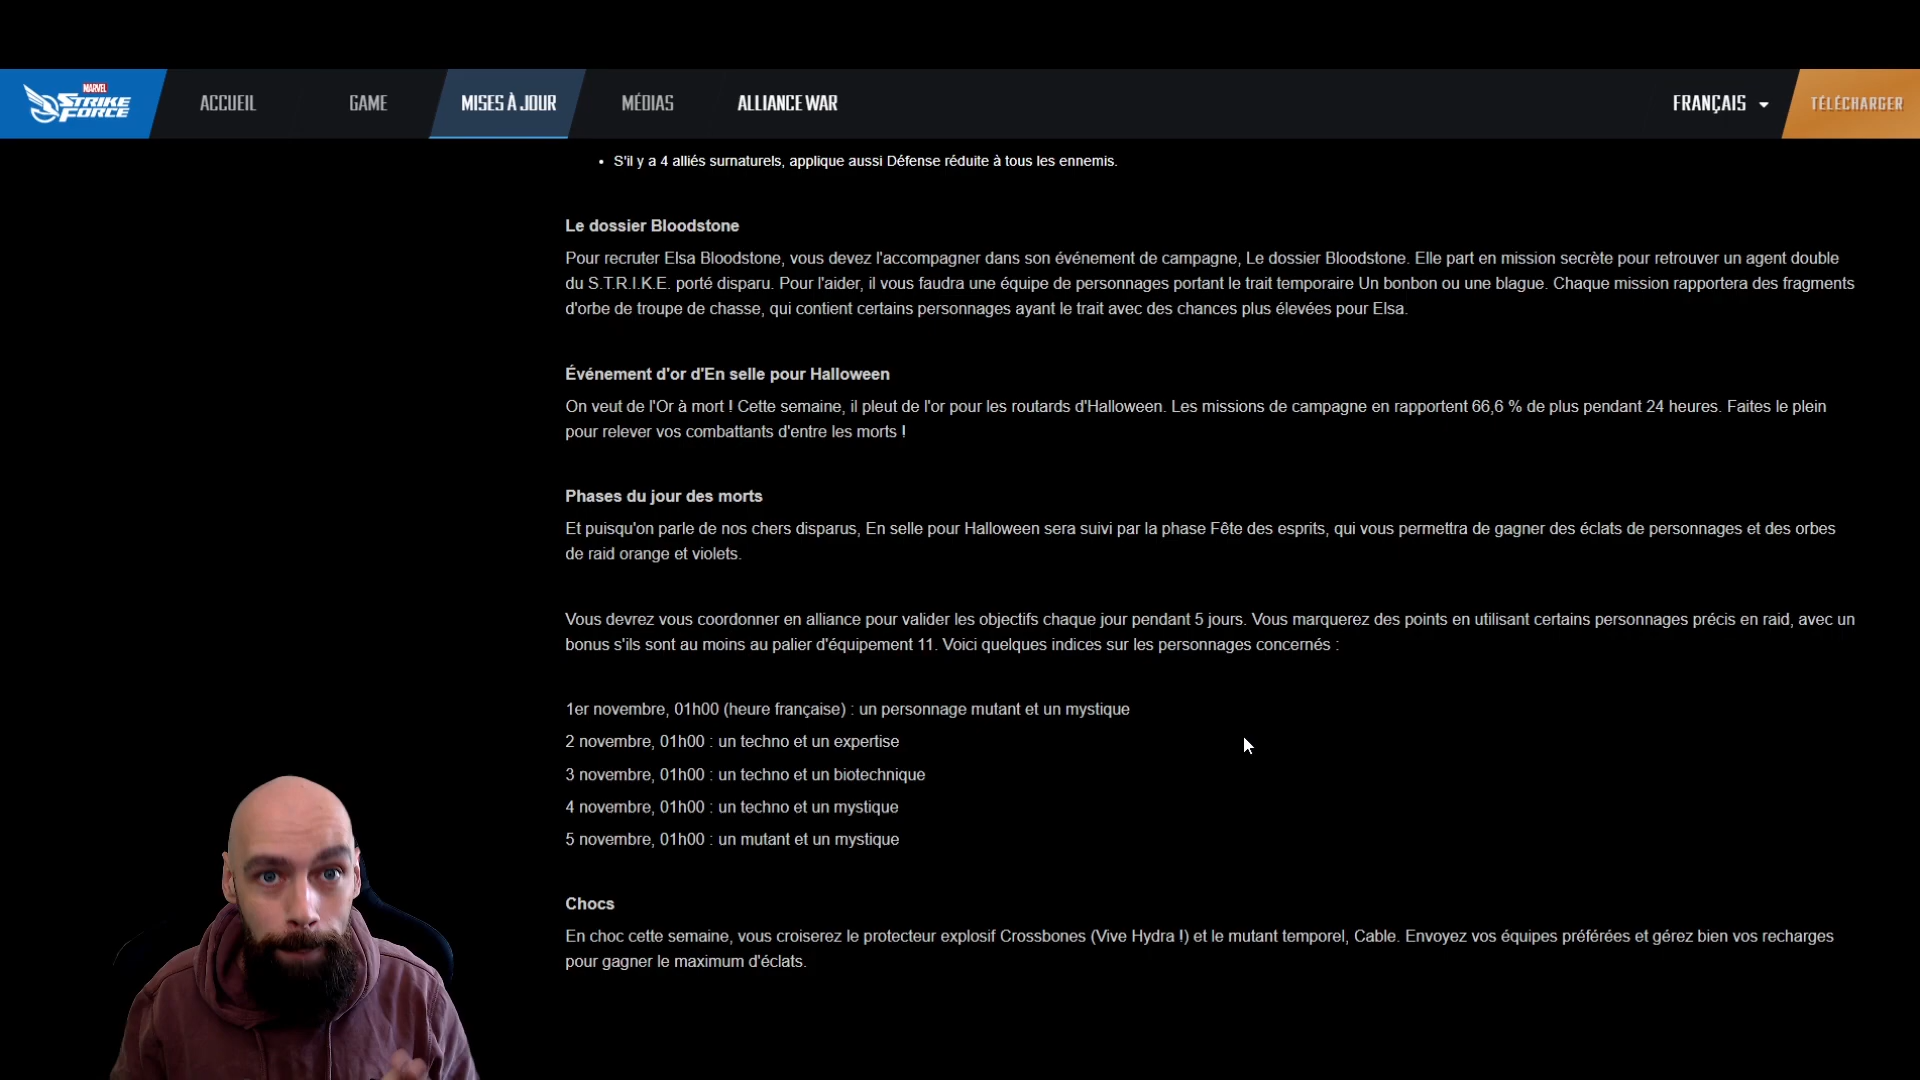 MARVEL
STRIKE
FORCE
ACCUEIL
GAME
MISES À JOUR
MÉDIAS
ALLIANCE WAR
FRANÇAIS
TÉLÉCHARGER
• S'il y a 4 alliés surnaturels, applique aussi Défense réduite à tous les ennemis.
Le dossier Bloodstone
Pour recruter Elsa Bloodstone, vous devez l'accompagner dans son événement de campagne, Le dossier Bloodstone. Elle part en mission secrète pour retrouver un agent double
du S.T.R.I.K.E. porté disparu. Pour l'aider, il vous faudra une équipe de personnages portant le trait temporaire Un bonbon ou une blague. Chaque mission rapportera des fragments
d'orbe de troupe de chasse, qui contient certains personnages ayant le trait avec des chances plus élevées pour Elsa.
Événement d'or d'En selle pour Halloween
On veut de l'Or à mort ! Cette semaine, il pleut de l'or pour les routards d'Halloween. Les missions de campagne en rapportent 66,6 % de plus pendant 24 heures. Faites le plein
pour relever vos combattants d'entre les morts !
Phases du jour des morts
Et puisqu'on parle de nos chers disparus, En selle pour Halloween sera suivi par la phase Fête des esprits, qui vous permettra de gagner des éclats de personnages et des orbes
de raid orange et violets.
Vous devrez vous coordonner en alliance pour valider les objectifs chaque jour pendant 5 jours. Vous marquerez des points en utilisant certains personnages précis en raid, avec un
bonus s'ils sont au moins au palier d'équipement 11. Voici quelques indices sur les personnages concernés :
1er novembre, 01h00 (heure française) : un personnage mutant et un mystique
2 novembre, 01h00 : un techno et un expertise
3 novembre, 01h00 : un techno et un biotechnique
4 novembre, 01h00 : un techno et un mystique
5 novembre, 01h00 : un mutant et un mystique
Chocs
En choc cette semaine, vous croiserez le protecteur explosif Crossbones (Vive Hydra !) et le mutant temporel, Cable. Envoyez vos équipes préférées et gérez bien vos recharges
pour gagner le maximum d'éclats.